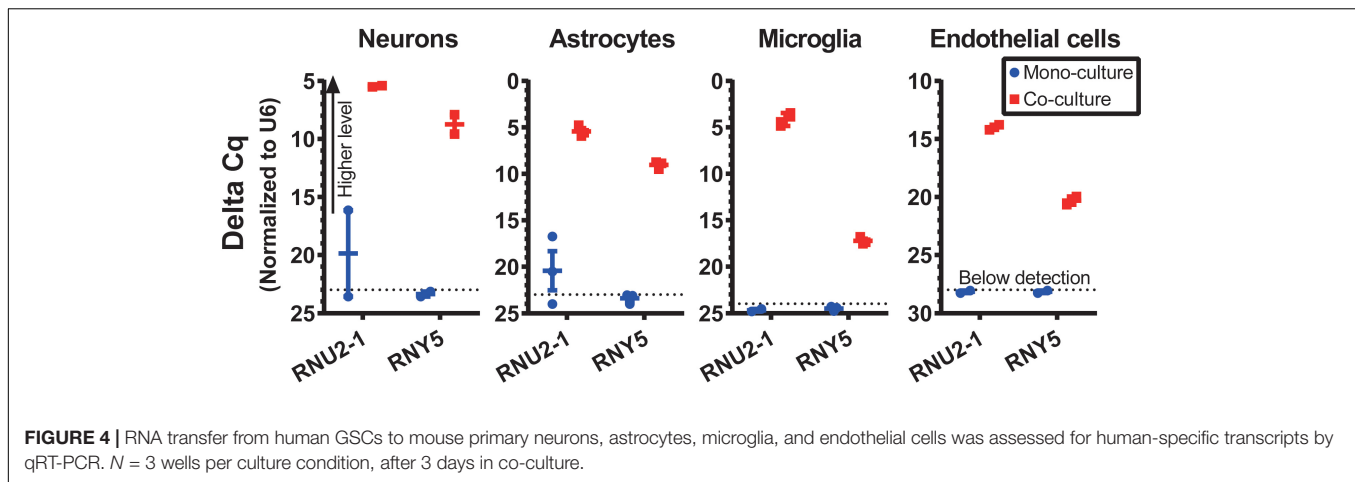 Neurons
Astrocytes
Microglia
Endothelial cells
Mono-culture
Co-culture
Delta Cq
(Normalized to U6)
Higher level
5
10
15
20
25
0
5
10
15
20
25
0
5
10
15
20
25
15
20
25
30
10
Below detection
RNU2-1
RNY5
RNU2-1
RNY5
RNU2-1
RNY5
RNU2-1
RNY5
FIGURE 4 | RNA transfer from human GSCs to mouse primary neurons, astrocytes, microglia, and endothelial cells was assessed for human-specific transcripts by
qRT-PCR. N = 3 wells per culture condition, after 3 days in co-culture.